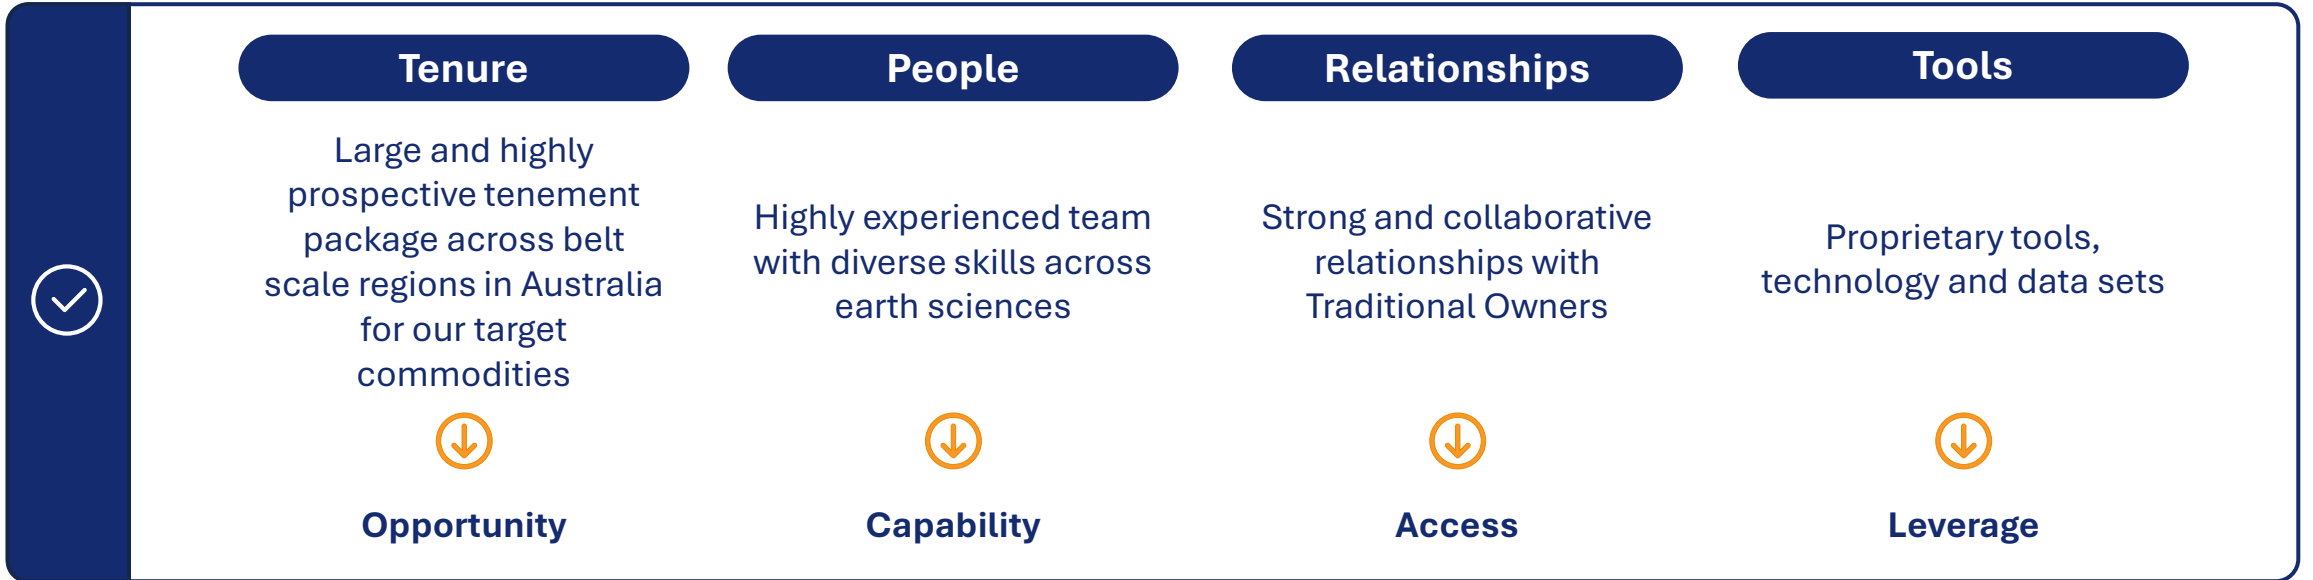 Tenure
Large and highly
prospective tenement
package across belt
scale regions in Australia
for our target
commodities
Opportunity
People
Highly experienced team
with diverse skills across
earth sciences
Capability
Relationships
Strong and collaborative
relationships with
Traditional Owners
Access
Tools
Proprietary tools,
technology and data sets
Leverage